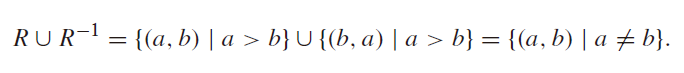 R ∪ R⁻¹ = {(a, b) | a > b} ∪ {(b, a) | a > b} = {(a, b) | a ≠ b}.